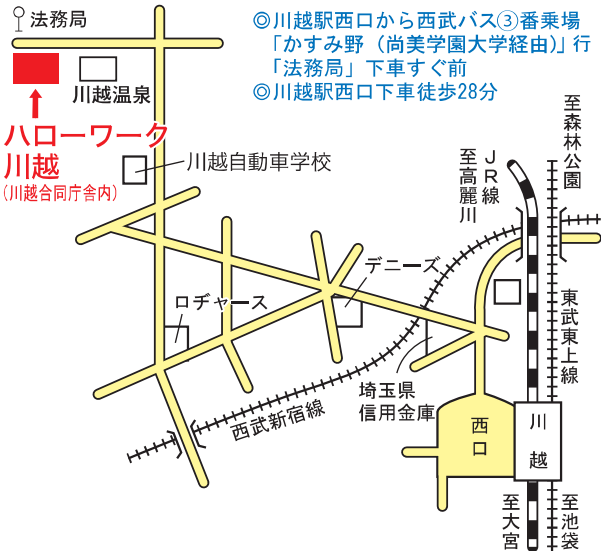 法務局
◎川越駅西口から西武バス③番乗場
「かすみ野（尚美学園大学経由）」行
「法務局」下車すぐ前
◎川越駅西口下車徒歩28分
川越温泉
ハローワーク
川越
（川越合同庁舎内）
川越自動車学校
至高麗川
JR線
至森林公園
デニーズ
ロヂャース
東武東上線
埼玉県
信用金庫
西武新宿線
西口
川越
至大宮
至池袋